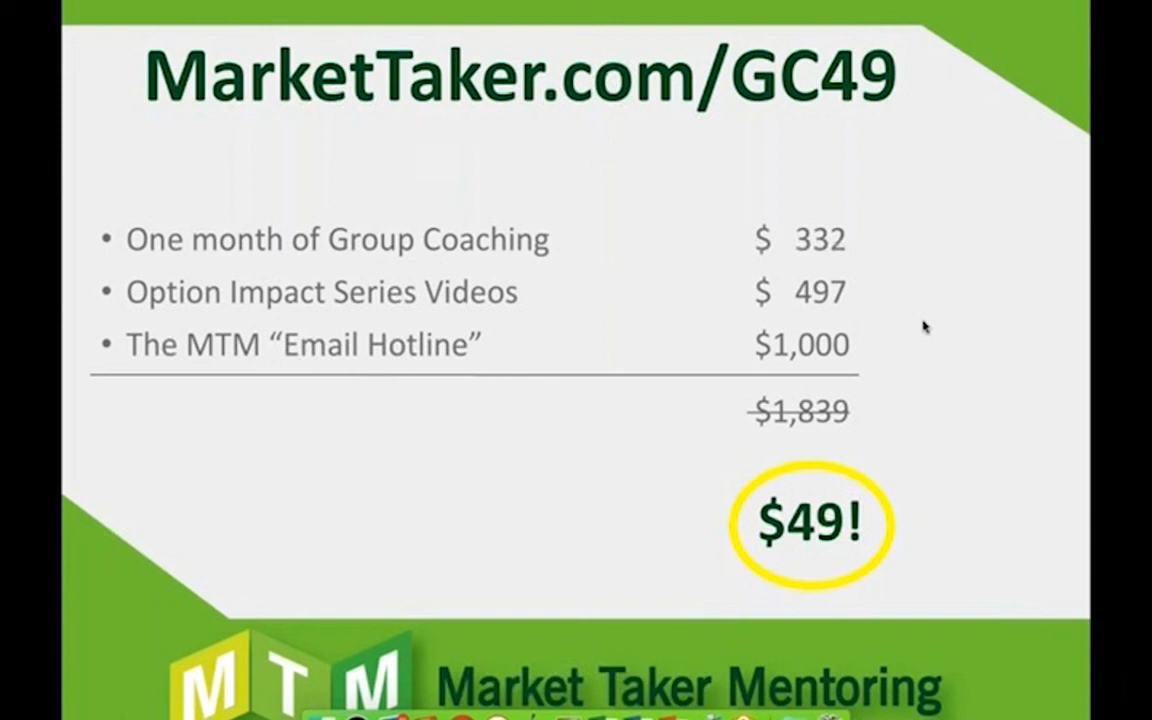 MarketTaker.com/GC49
• One month of Group Coaching $ 332
• Option Impact Series Videos $ 497
• The MTM “Email Hotline” $1,000
$1,839
$49!
MTM Market Taker Mentoring